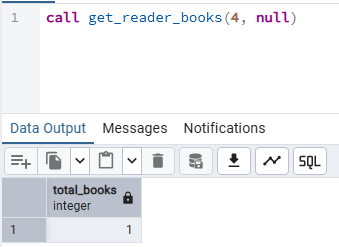 1 call get_reader_books(4, null)
Data Output Messages Notifications
SQL
total_books
integer
1 1